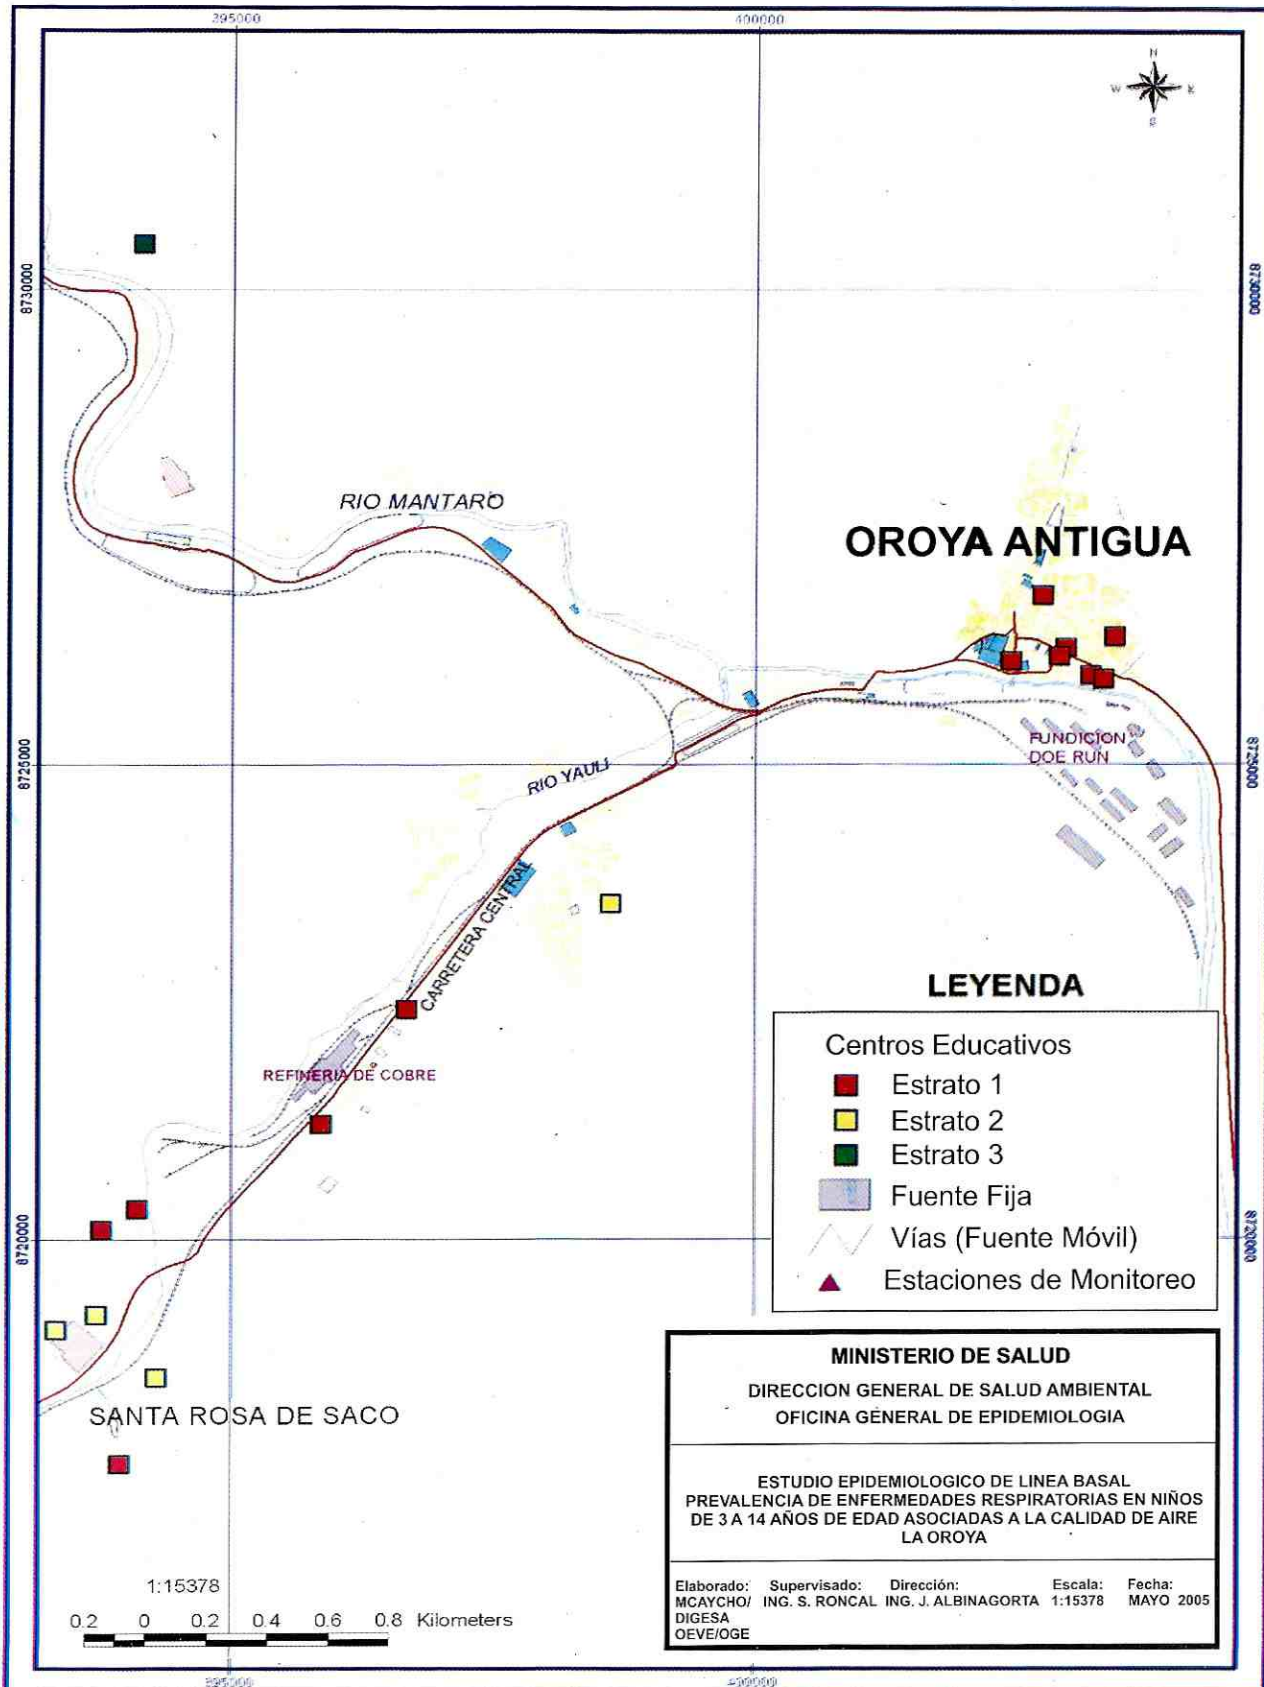 395000
400000
N
W
S
8730000
8730000
RIO MANTARO
OROYA ANTIGUA
FUNDICION
DOE RUN
RIO YAULI
8725000
8725000
CARRETERA CENTRAL
REFINERIA DE COBRE
LEYENDA
Centros Educativos
Estrato 1
Estrato 2
Estrato 3
Fuente Fija
Vías (Fuente Móvil)
Estaciones de Monitoreo
8720000
8720000
SANTA ROSA DE SACO
MINISTERIO DE SALUD
DIRECCION GENERAL DE SALUD AMBIENTAL
OFICINA GENERAL DE EPIDEMIOLOGIA
ESTUDIO EPIDEMIOLOGICO DE LINEA BASAL
PREVALENCIA DE ENFERMEDADES RESPIRATORIAS EN NIÑOS
DE 3 A 14 AÑOS DE EDAD ASOCIADAS A LA CALIDAD DE AIRE
LA OROYA
Elaborado: Supervisado: Dirección: Escala: Fecha:
MCAYCHO/ ING. S. RONCAL ING. J. ALBINAGORTA 1:15378 MAYO 2005
DIGESA
OEVE/OGE
1:15378
0.2 0 0.2 0.4 0.6 0.8 Kilometers
395000
400000